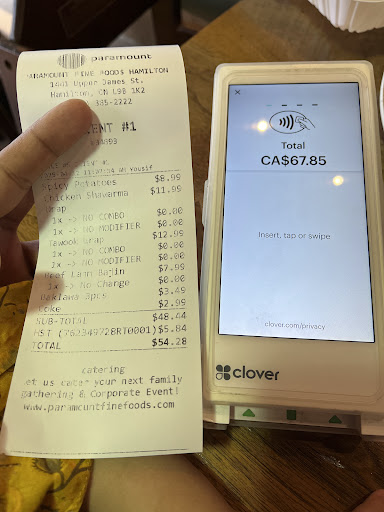 paramount
PARAMOUNT FINE FOODS HAMILTON
1441 Upper James St.
Hamilton, ON L9B 1K2
385-2222
ENT #1
Spicy Potatoes $8.99
Chicken Shawarma $11.99
Wrap
1x -> NO COMBO $0.00
1x -> NO MODIFIER $0.00
Tawook Wrap $12.99
1x -> NO COMBO $0.00
1x -> NO MODIFIER $0.00
Beef Lahm Bajin $7.99
1x -> No Change $0.00
Baklawa 3pcs $3.49
Coke $2.99
SUB-TOTAL $48.44
HST (762349728RT0001) $5.84
TOTAL $54.28
catering
Let us cater your next family
gathering & Corporate Event!
www.paramountfinefoods.com
×
Total
CA$67.85
Insert, tap or swipe
clover.com/privacy
clover